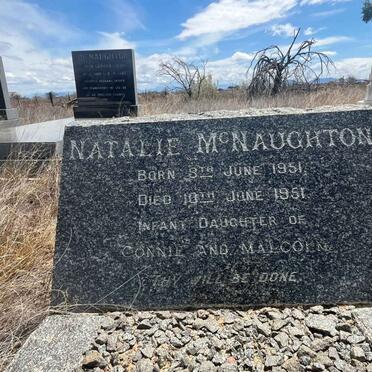 NATALIE McNAUGHTON
BORN 8TH JUNE 1951.
DIED 10TH JUNE 1951
INFANT DAUGHTER OF
CONNIE AND MALCOLM.
THY WILL BE DONE.